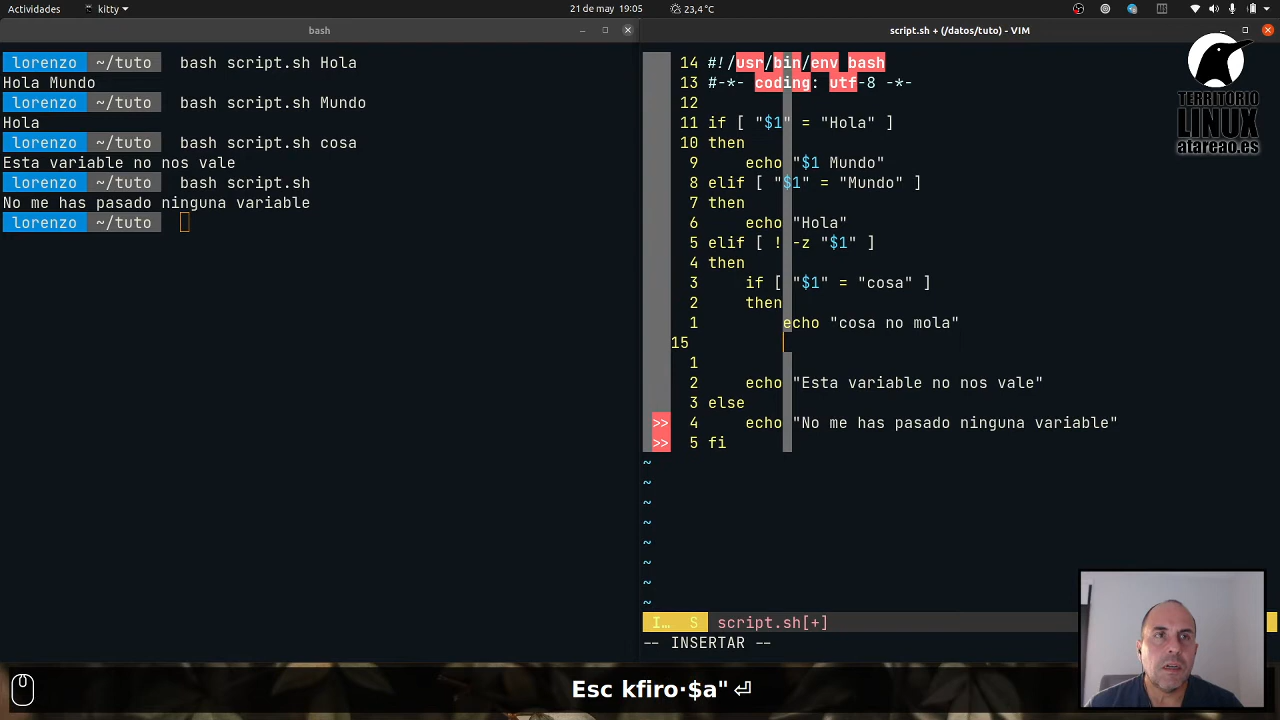 Actividades
kitty
21 de may 19:05
23,4 °C
bash
script.sh + (/datos/tuto) - VIM
lorenzo ~/tuto bash script.sh Hola
Hola Mundo
lorenzo ~/tuto bash script.sh Mundo
Hola
lorenzo ~/tuto bash script.sh cosa
Esta variable no nos vale
lorenzo ~/tuto bash script.sh
No me has pasado ninguna variable
lorenzo ~/tuto
14 #!/usr/bin/env bash
13 #-*- coding: utf-8 -*-
12
11 if [ "$1" = "Hola" ]
10 then
9 echo "$1 Mundo"
8 elif [ "$1" = "Mundo" ]
7 then
6 echo "Hola"
5 elif [ ! -z "$1" ]
4 then
3 if [ "$1" = "cosa" ]
2 then
1 echo "cosa no mola"
15
1
2 echo "Esta variable no nos vale"
3 else
>> 4 echo "No me has pasado ninguna variable"
>> 5 fi
~
~
~
~
~
~
~
~
I… S script.sh[+]
-- INSERTAR --
TERRITORIO
LINUX
atareao.es
Esc kfiro·$a"⏎